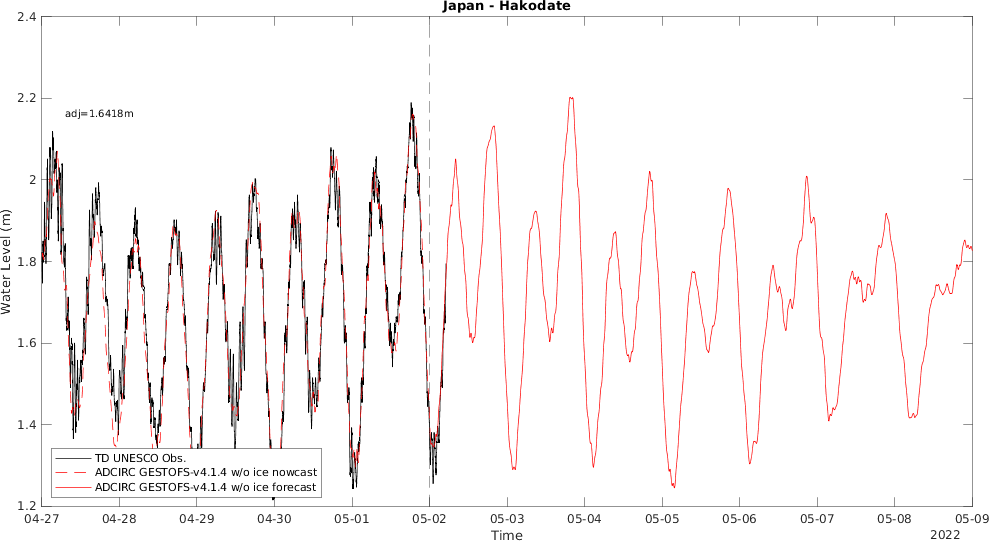 Japan - Hakodate
2.4
2.2
2
1.8
1.6
1.4
1.2
Water Level (m)
adj=1.6418m
TD UNESCO Obs.
ADCIRC GESTOFS-v4.1.4 w/o ice nowcast
ADCIRC GESTOFS-v4.1.4 w/o ice forecast
04-27 04-28 04-29 04-30 05-01 05-02 05-03 05-04 05-05 05-06 05-07 05-08 05-09
Time
2022